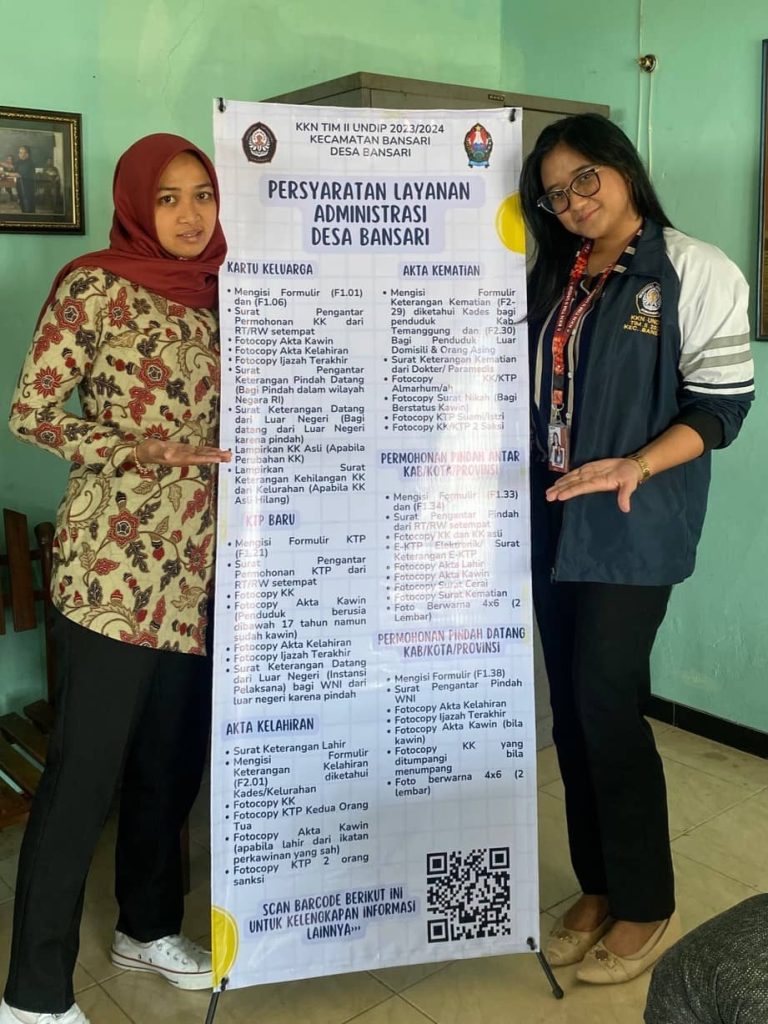 KKN TIM II UNDIP 2023/2024
KECAMATAN BANSARI
DESA BANSARI
PERSYARATAN LAYANAN
ADMINISTRASI
DESA BANSARI
KARTU KELUARGA
• Mengisi Formulir (F1.01)
dan (F1.06)
• Surat Pengantar
Permohonan KK dari
RT/RW setempat
• Fotocopy Akta Kawin
• Fotocopy Akta Kelahiran
• Fotocopy Ijazah Terakhir
• Surat Pengantar
Keterangan Pindah Datang
(Bagi Pindah dalam wilayah
Negara RI)
• Surat Keterangan Datang
dari Luar Negeri (Bagi
datang dari Luar Negeri
karena pindah)
• Lampirkan KK Asli (Apabila
Perubahan KK)
• Lampirkan Surat
Keterangan Kehilangan KK
dari Kelurahan (Apabila KK
Asli Hilang)
KTP BARU
• Mengisi Formulir KTP
(F1.21)
• Surat Pengantar
Permohonan KTP dari
RT/RW setempat
• Fotocopy KK
• Fotocopy Akta Kawin
(Penduduk berusia
dibawah 17 tahun namun
sudah kawin)
• Fotocopy Akta Kelahiran
• Fotocopy Ijazah Terakhir
• Surat Keterangan Datang
dari Luar Negeri (Instansi
Pelaksana) bagi WNI dari
luar negeri karena pindah
AKTA KELAHIRAN
• Surat Keterangan Lahir
• Mengisi Formulir
Keterangan Kelahiran
(F2.01) diketahui
Kades/Kelurahan
• Fotocopy KK
• Fotocopy KTP Kedua Orang
Tua
• Fotocopy Akta Kawin
(apabila lahir dari ikatan
perkawinan yang sah)
• Fotocopy KTP 2 orang
sanksi
AKTA KEMATIAN
• Mengisi Formulir
Keterangan Kematian (F2-
29) diketahui Kades bagi
penduduk Kab.
Temanggung dan (F2.30)
Bagi Penduduk Luar
Domisili & Orang Asing
• Surat Keterangan Kematian
dari Dokter/ Paramedis
• Fotocopy KK/KTP
Almarhum/ah
• Fotocopy Surat Nikah (Bagi
Berstatus Kawin)
• Fotocopy KTP Suami/Istri
• Fotocopy KK/KTP 2 Saksi
PERMOHONAN PINDAH ANTAR
KAB/KOTA/PROVINSI
• Mengisi Formulir (F1.33)
dan (F1.34)
• Surat Pengantar Pindah
dari RT/RW setempat
• Fotocopy KK dan KK asli
• E-KTP Elektronik/ Surat
Keterangan E-KTP
• Fotocopy Akta Lahir
• Fotocopy Akta Kawin
• Fotocopy Surat Cerai
• Fotocopy Surat Kematian
• Foto Berwarna 4x6 (2
Lembar)
PERMOHONAN PINDAH DATANG
KAB/KOTA/PROVINSI
• Mengisi Formulir (F1.38)
• Surat Pengantar Pindah
WNI
• Fotocopy Akta Kelahiran
• Fotocopy Ijazah Terakhir
• Fotocopy Akta Kawin (bila
kawin)
• Fotocopy KK yang
ditumpangi bila
menumpang
• Foto berwarna 4x6 (2
lembar)
SCAN BARCODE BERIKUT INI
UNTUK KELENGKAPAN INFORMASI
LAINNYA>>>
KKN UNDIP
TIM II
KEC. BANS